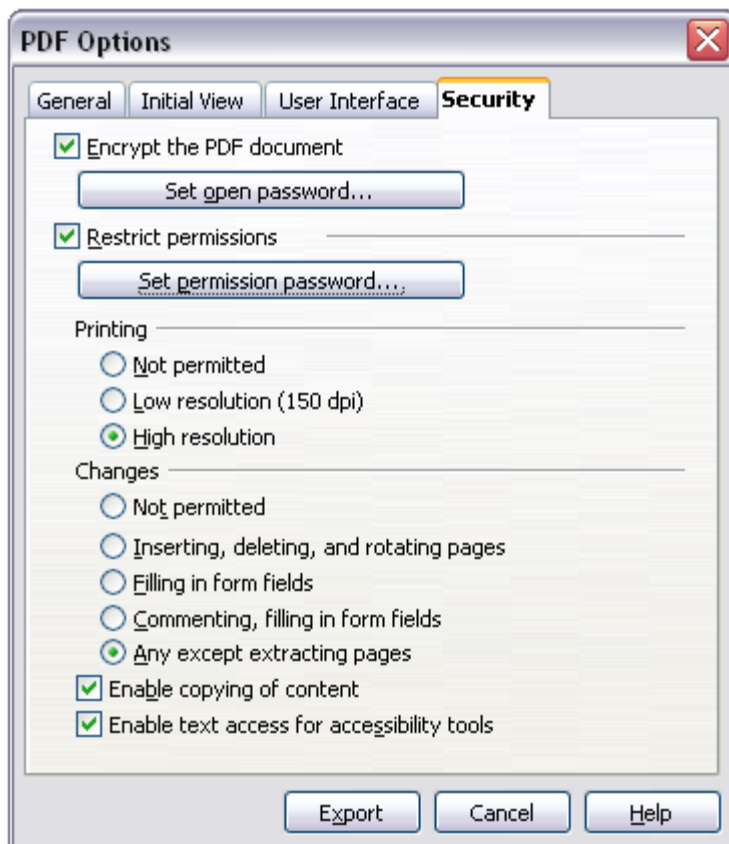 PDF Options
General Initial View User Interface Security
Encrypt the PDF document
Set open password...
Restrict permissions
Set permission password...
Printing
Not permitted
Low resolution (150 dpi)
High resolution
Changes
Not permitted
Inserting, deleting, and rotating pages
Filling in form fields
Commenting, filling in form fields
Any except extracting pages
Enable copying of content
Enable text access for accessibility tools
Export Cancel Help